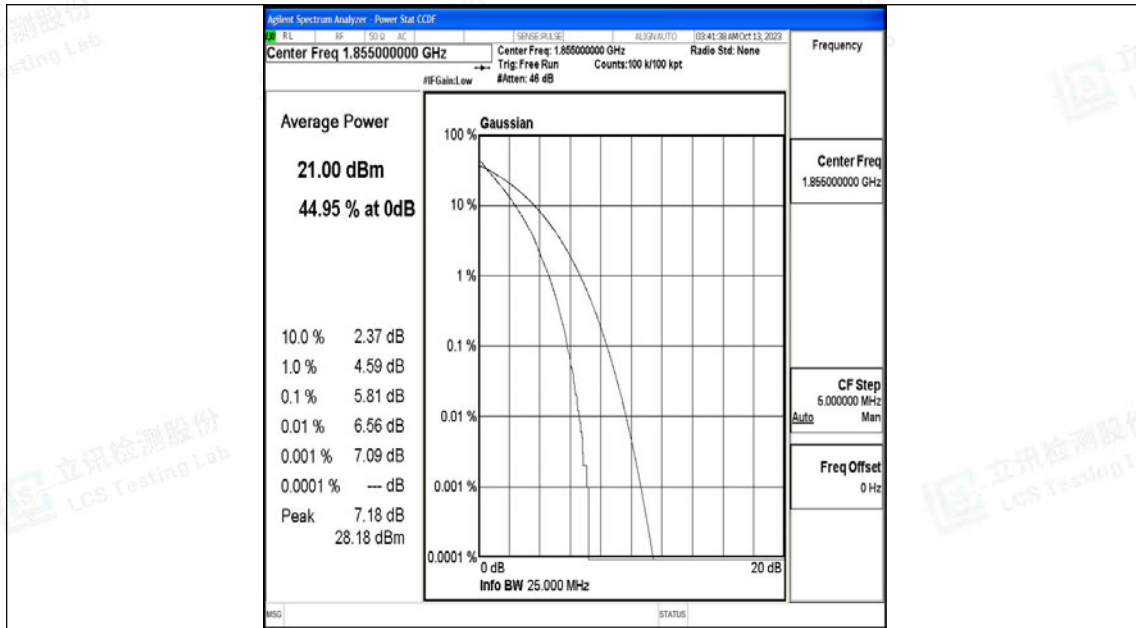 Agilent Spectrum Analyzer - Power Stat CCDF
RL RF 50 Ω AC SENSE:PULSE ALIGNAUTO 03:41:38 AM Oct 13, 2023
Center Freq 1.855000000 GHz
Center Freq: 1.855000000 GHz
Radio Std: None
Trig: Free Run
Counts:100 k/100 kpt
#IFGain:Low
#Atten: 46 dB
Frequency
Center Freq
1.855000000 GHz
CF Step
5.000000 MHz
Auto Man
Freq Offset
0 Hz
Average Power
21.00 dBm
44.95 % at 0dB
10.0 % 2.37 dB
1.0 % 4.59 dB
0.1 % 5.81 dB
0.01 % 6.56 dB
0.001 % 7.09 dB
0.0001 % --- dB
Peak 7.18 dB
28.18 dBm
Gaussian
100 %
10 %
1 %
0.1 %
0.01 %
0.001 %
0.0001 %
0 dB
20 dB
Info BW 25.000 MHz
MSG
STATUS
立讯检测股份
LCS Testing Lab